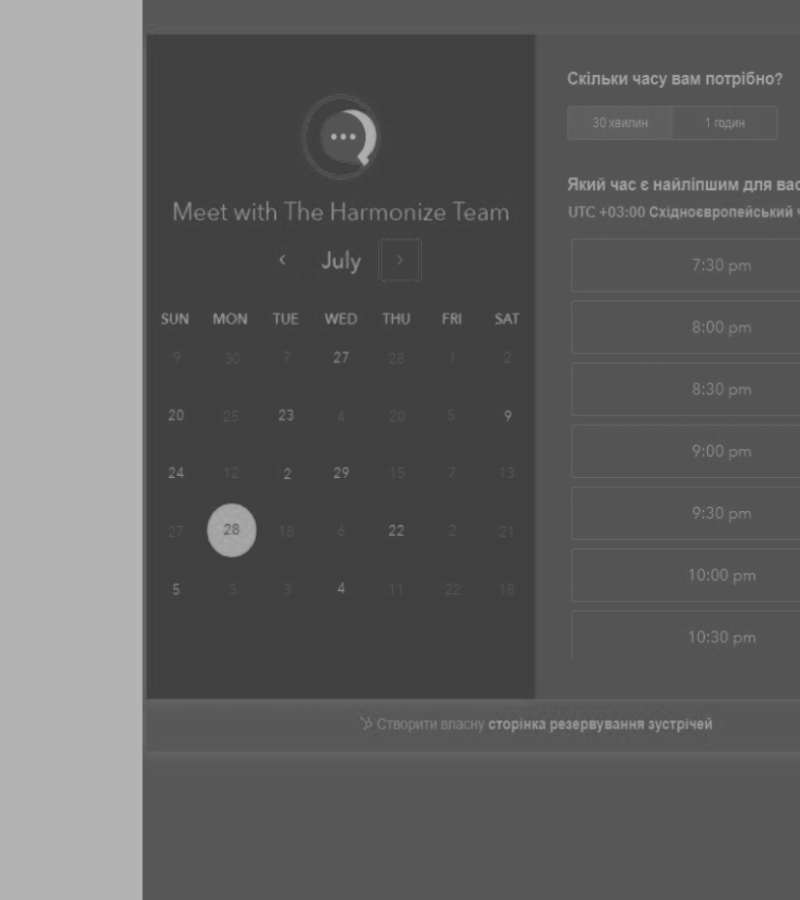 Meet with The Harmonize Team
July
SUN MON TUE WED THU FRI SAT
9 30 7 27 28 1 2
20 25 23 4 20 5 9
24 12 2 29 15 7 13
27 28 18 6 22 2 21
5 3 3 4 11 22 18
Скільки часу вам потрібно?
30 хвилин 1 годин
Який час є найліпшим для вас
UTC +03:00 Східноєвропейський ч
7:30 pm
8:00 pm
8:30 pm
9:00 pm
9:30 pm
10:00 pm
10:30 pm
Створити власну сторінка резервування зустрічей